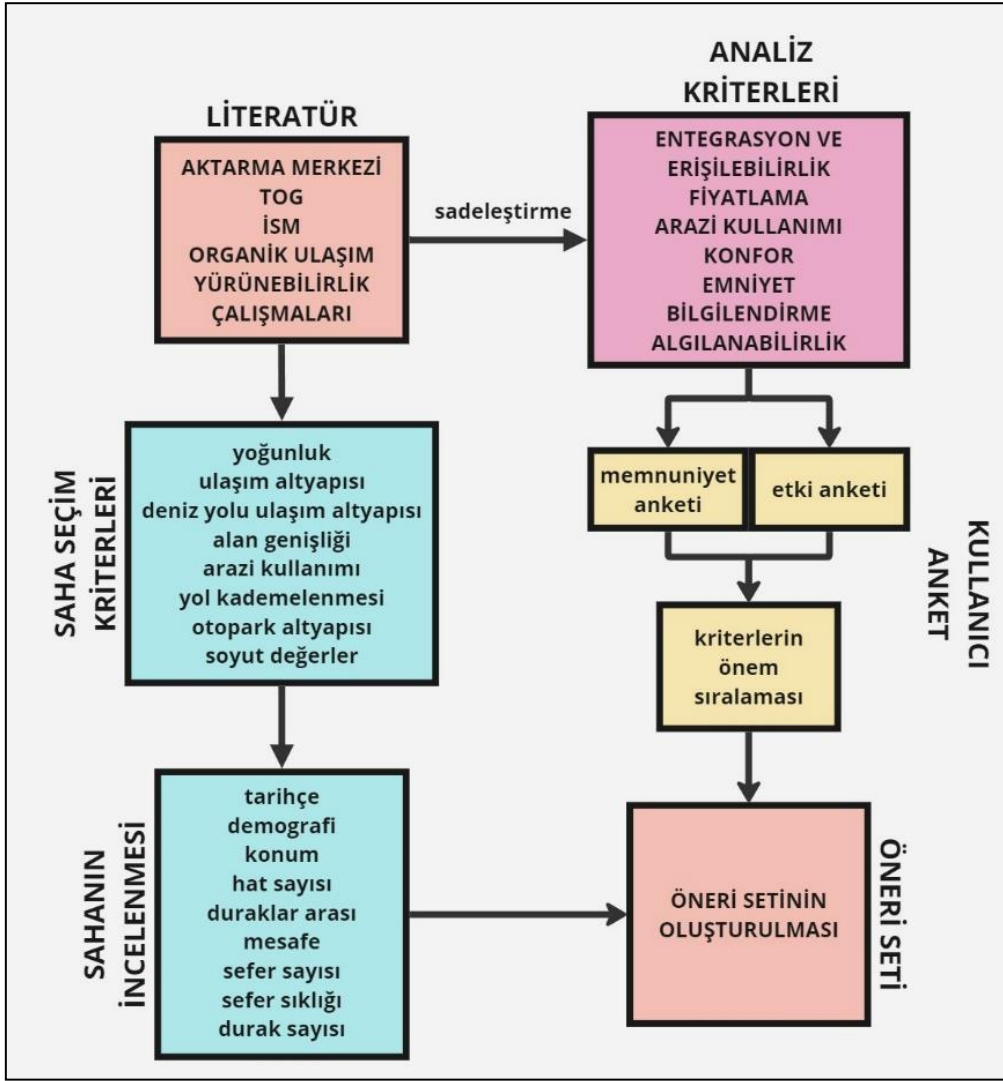 LİTERATÜR
AKTARMA MERKEZİ
TOG
İSM
ORGANİK ULAŞIM
YÜRÜNEBİLİRLİK
ÇALIŞMALARI
sadeleştirme
ANALİZ
KRİTERLERİ
ENTEGRASYON VE
ERİŞİLEBİLİRLİK
FİYATLAMA
ARAZİ KULLANIMI
KONFOR
EMNİYET
BİLGİLENDİRME
ALGILANABİLİRLİK
SAHA SEÇİM
KRİTERLERİ
yoğunluk
ulaşım altyapısı
deniz yolu ulaşım altyapısı
alan genişliği
arazi kullanımı
yol kademelenmesi
otopark altyapısı
soyut değerler
memnuniyet
anketi
etki anketi
KULLANICI
ANKET
kriterlerin
önem
sıralaması
SAHANIN
İNCELENMESİ
tarihçe
demografi
konum
hat sayısı
duraklar arası
mesafe
sefer sayısı
sefer sıklığı
durak sayısı
ÖNERİ SETİNİN
OLUŞTURULMASI
ÖNERİ SETİ